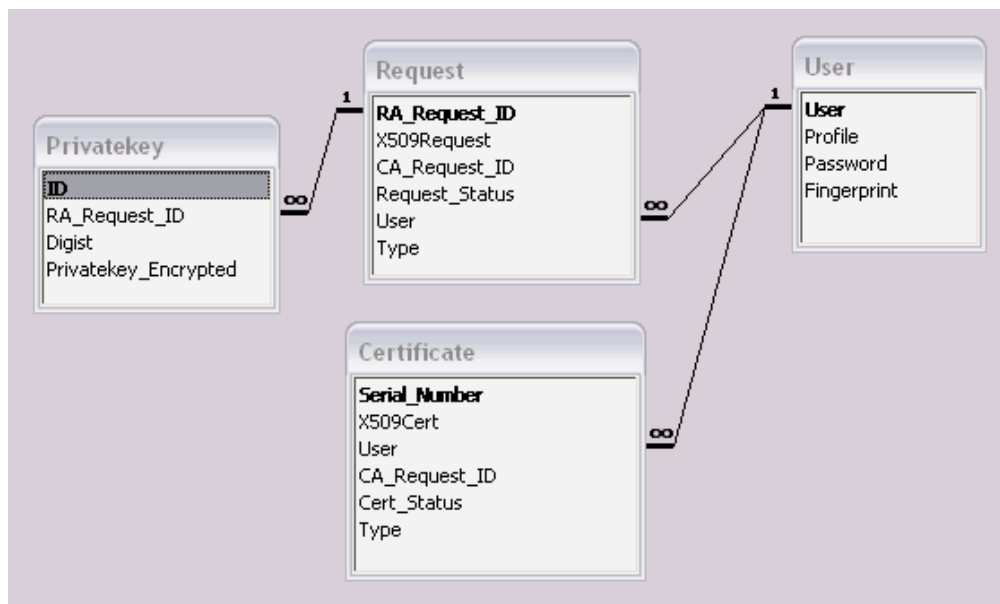 Privatekey
ID
RA_Request_ID
Digist
Privatekey_Encrypted
1
∞
Request
RA_Request_ID
X509Request
CA_Request_ID
Request_Status
User
Type
∞
1
User
User
Profile
Password
Fingerprint
Certificate
Serial_Number
X509Cert
User
CA_Request_ID
Cert_Status
Type
∞